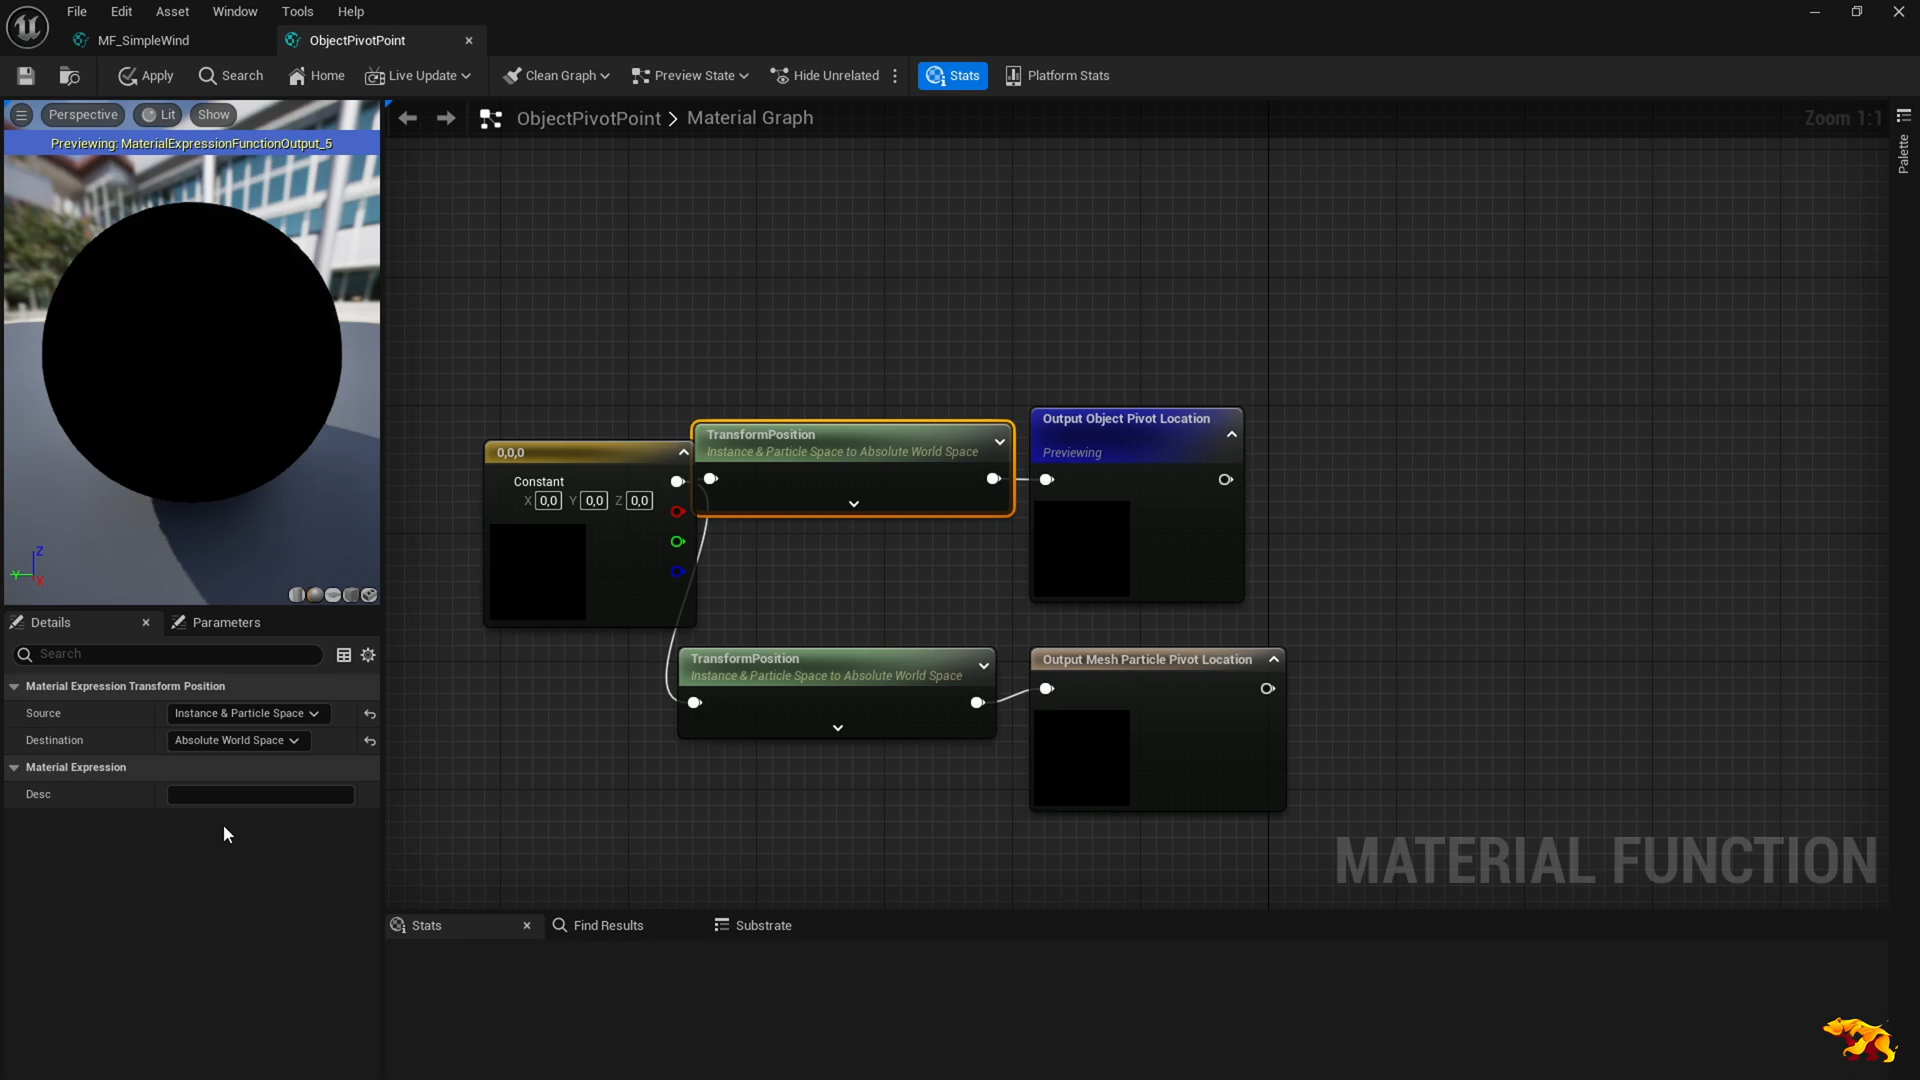 File Edit Asset Window Tools Help
MF_SimpleWind
ObjectPivotPoint
Apply
Search
Home
Live Update
Clean Graph
Preview State
Hide Unrelated
Stats
Platform Stats
Perspective
Lit
Show
Previewing: MaterialExpressionFunctionOutput_5
Z
Y
X
ObjectPivotPoint > Material Graph
Zoom 1:1
Palette
0,0,0
Constant
X 0,0 Y 0,0 Z 0,0
TransformPosition
Instance & Particle Space to Absolute World Space
Output Object Pivot Location
Previewing
TransformPosition
Instance & Particle Space to Absolute World Space
Output Mesh Particle Pivot Location
MATERIAL FUNCTION
Details
Parameters
Search
Material Expression Transform Position
Source Instance & Particle Space
Destination Absolute World Space
Material Expression
Desc
Stats
Find Results
Substrate